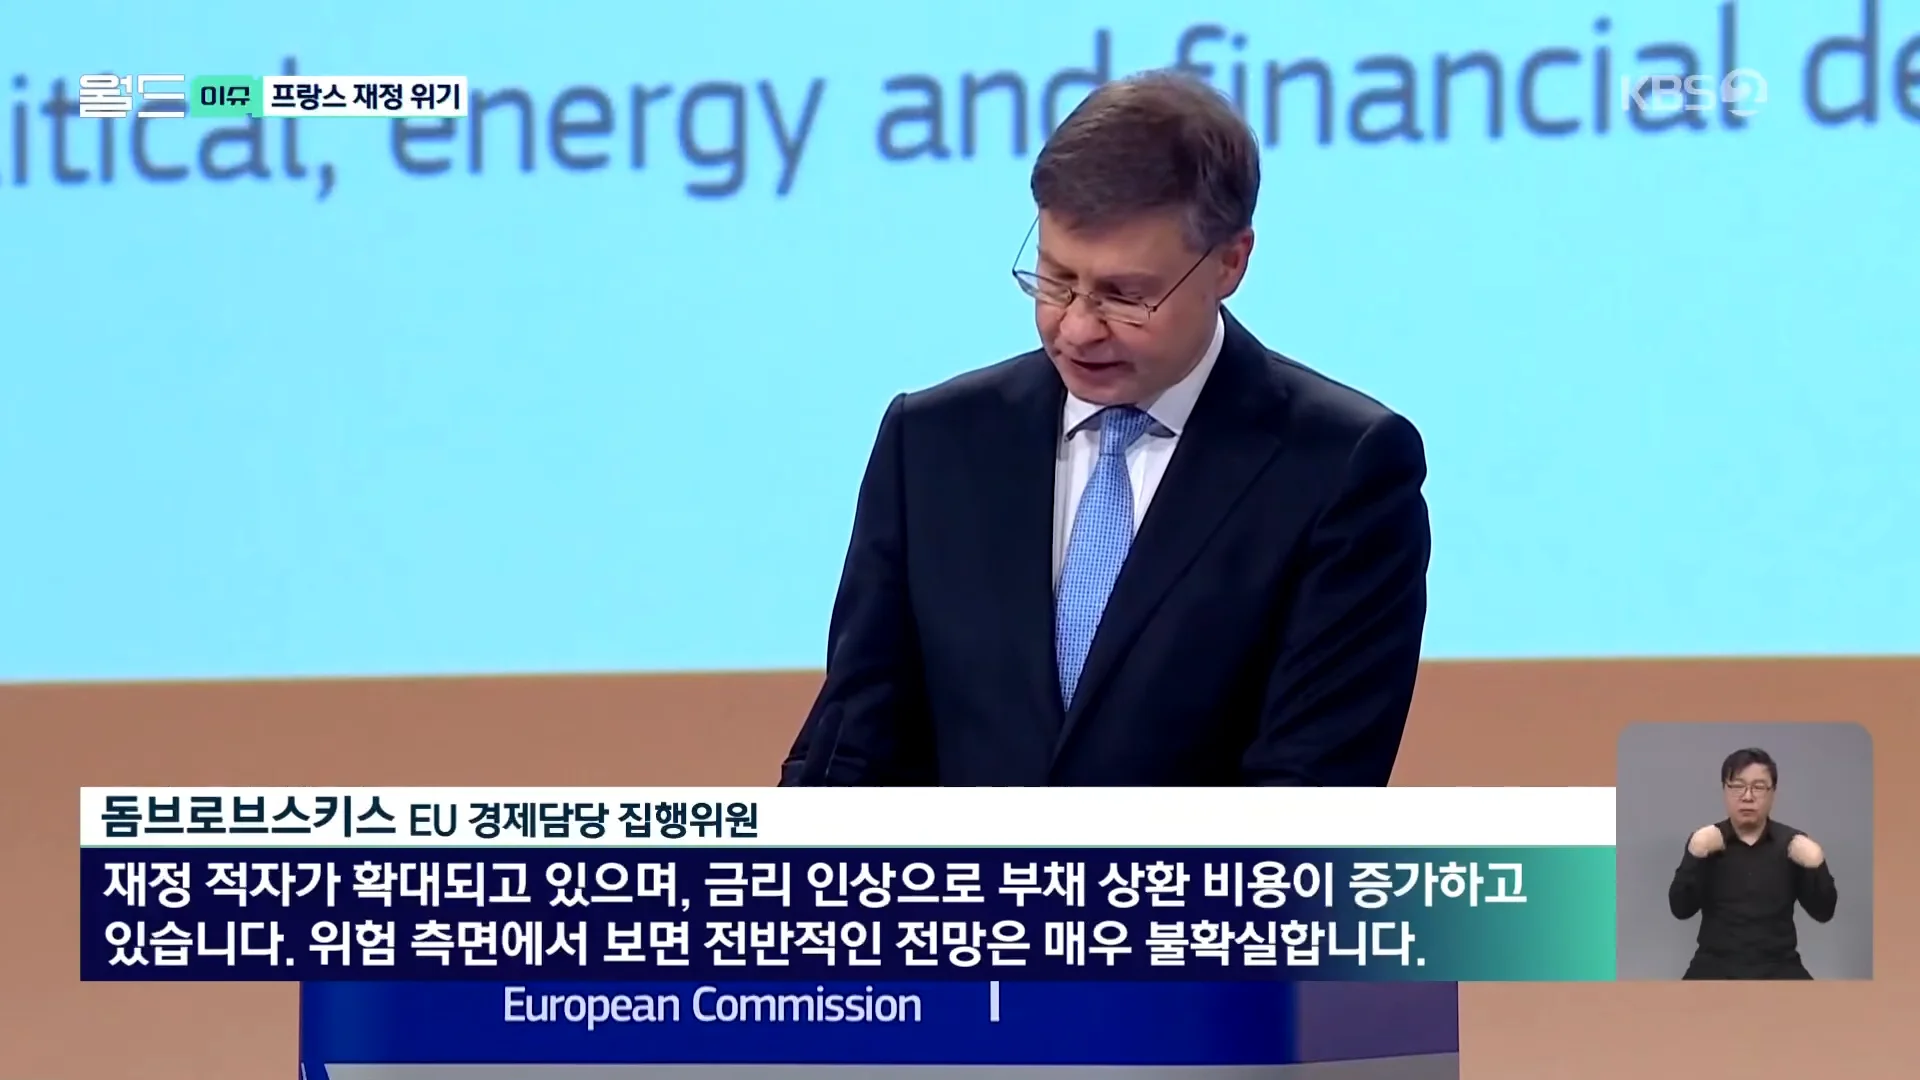 itical, energy and financial de
월드 이슈 프랑스 재정 위기
KBS 2
돔브로브스키스 EU 경제담당 집행위원
재정 적자가 확대되고 있으며, 금리 인상으로 부채 상환 비용이 증가하고
있습니다. 위험 측면에서 보면 전반적인 전망은 매우 불확실합니다.
European Commission